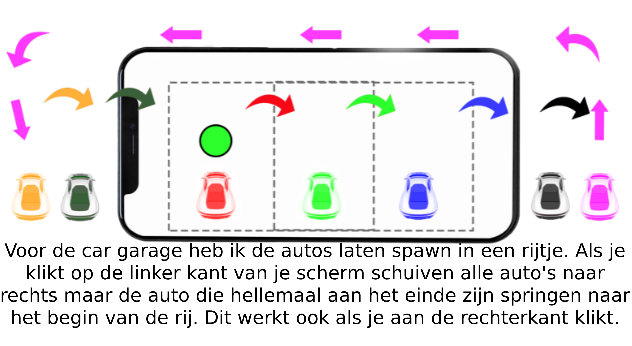 Voor de car garage heb ik de autos laten spawn in een rijtje. Als je
klikt op de linker kant van je scherm schuiven alle auto's naar
rechts maar de auto die hellemaal aan het einde zijn springen naar
het begin van de rij. Dit werkt ook als je aan de rechterkant klikt.